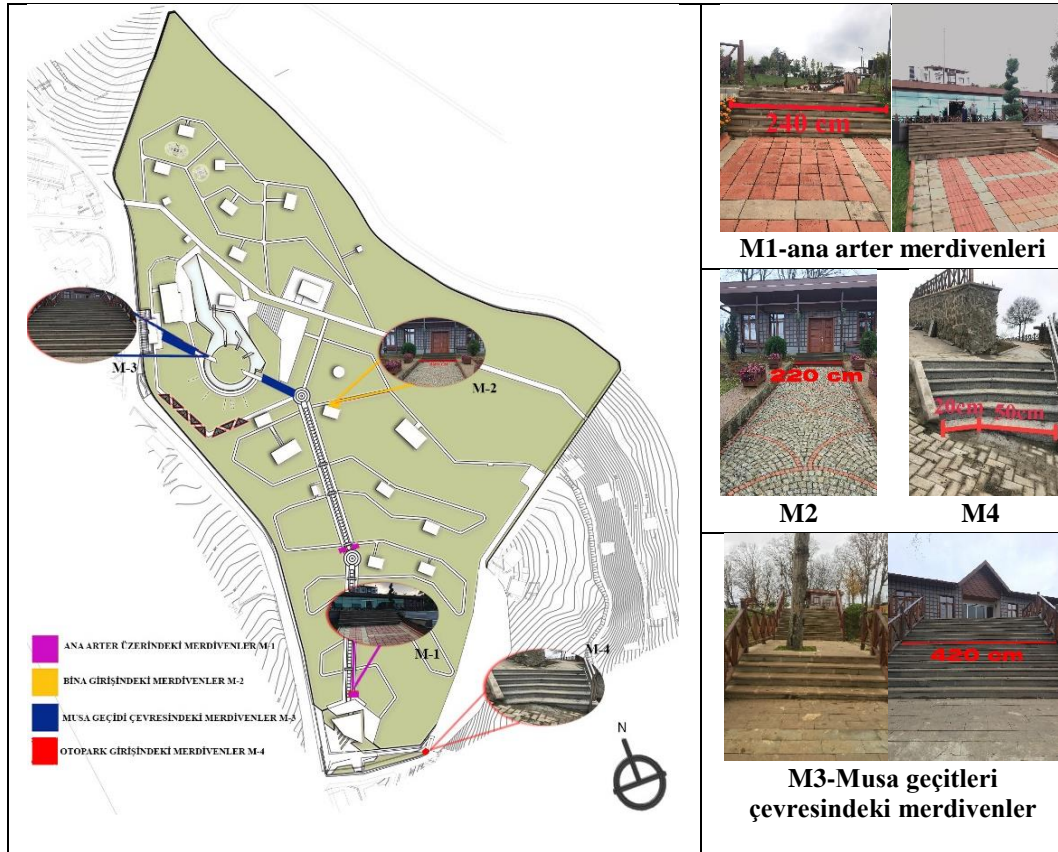 M-3
M-2
M-1
M-4
N
ANA ARTER ÜZERİNDEKİ MERDİVENLER M-1
BİNA GİRİŞİNDEKİ MERDİVENLER M-2
MUSA GEÇİDİ ÇEVRESİNDEKİ MERDİVENLER M-3
OTOPARK GİRİŞİNDEKİ MERDİVENLER M-4
240 cm
M1-ana arter merdivenleri
220 cm
20cm 50cm
M2 M4
420 cm
M3-Musa geçitleri
çevresindeki merdivenler